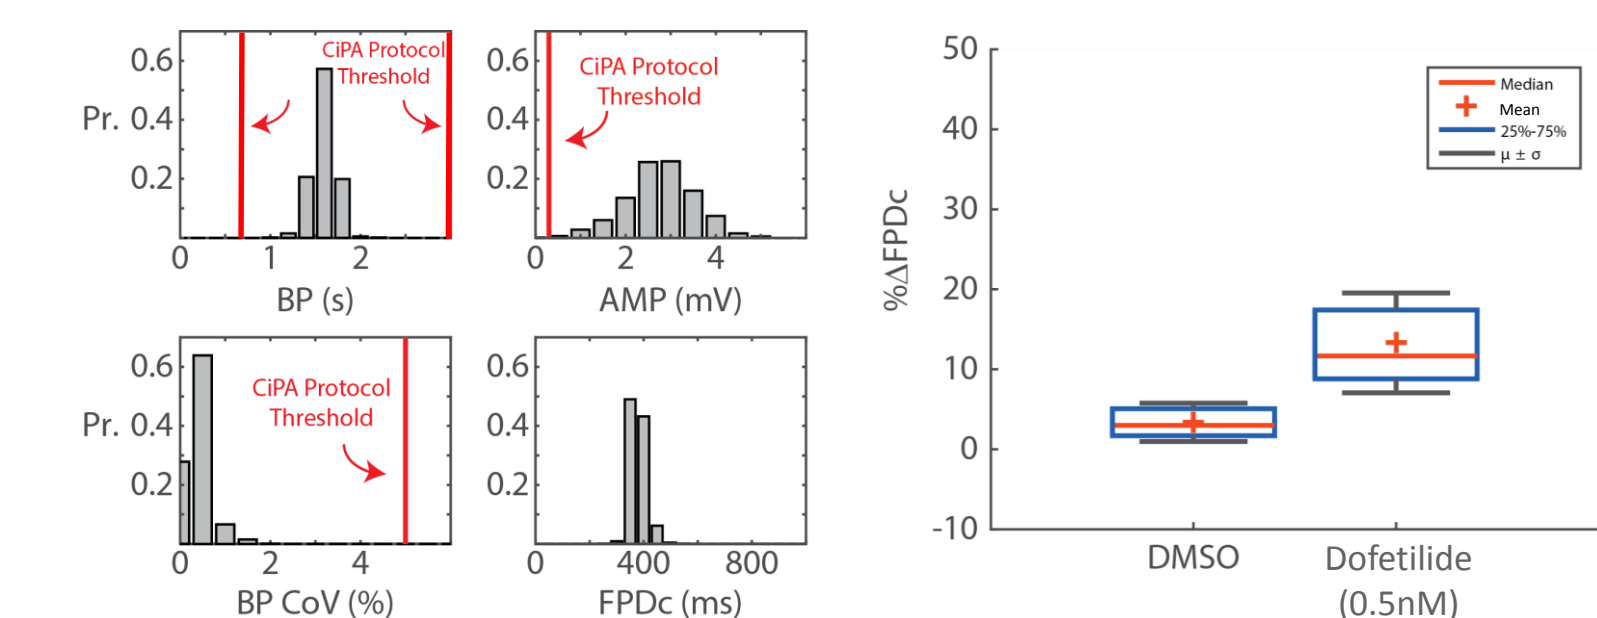 0.6
Pr. 0.4
0.2
0 1 2
BP (s)
CiPA Protocol
Threshold
0.6
0.4
0.2
0 2 4
AMP (mV)
CiPA Protocol
Threshold
0.6
Pr. 0.4
0.2
0 2 4
BP CoV (%)
CiPA Protocol
Threshold
0.6
0.4
0.2
0 400 800
FPDc (ms)
50
40
30
20
10
0
-10
%ΔFPDc
Median
Mean
25%-75%
μ ± σ
DMSO
Dofetilide
(0.5nM)